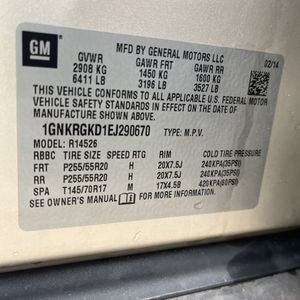 GM
MFD BY GENERAL MOTORS LLC
02/14
GVWR GAWR FRT GAWR RR
2908 KG 1450 KG 1600 KG
6411 LB 3196 LB 3527 LB
THIS VEHICLE CONFORMS TO ALL APPLICABLE U.S. FEDERAL MOTOR
VEHICLE SAFETY AND THEFT PREVENTION STANDARDS IN EFFECT ON THE DATE OF
MANUFACTURE SHOWN ABOVE.
1GNKRGKD1EJ290670 TYPE: M.P.V.
MODEL: R14526
RBBC TIRE SIZE SPEED RTG RIM COLD TIRE PRESSURE
FRT P255/55R20 H 20X7.5J 240KPA(35PSI)
RR P255/55R20 H 20X7.5J 240KPA(35PSI)
SPA T145/70R17 M 17X4.5B 420KPA(60PSI)
SEE OWNER'S MANUAL